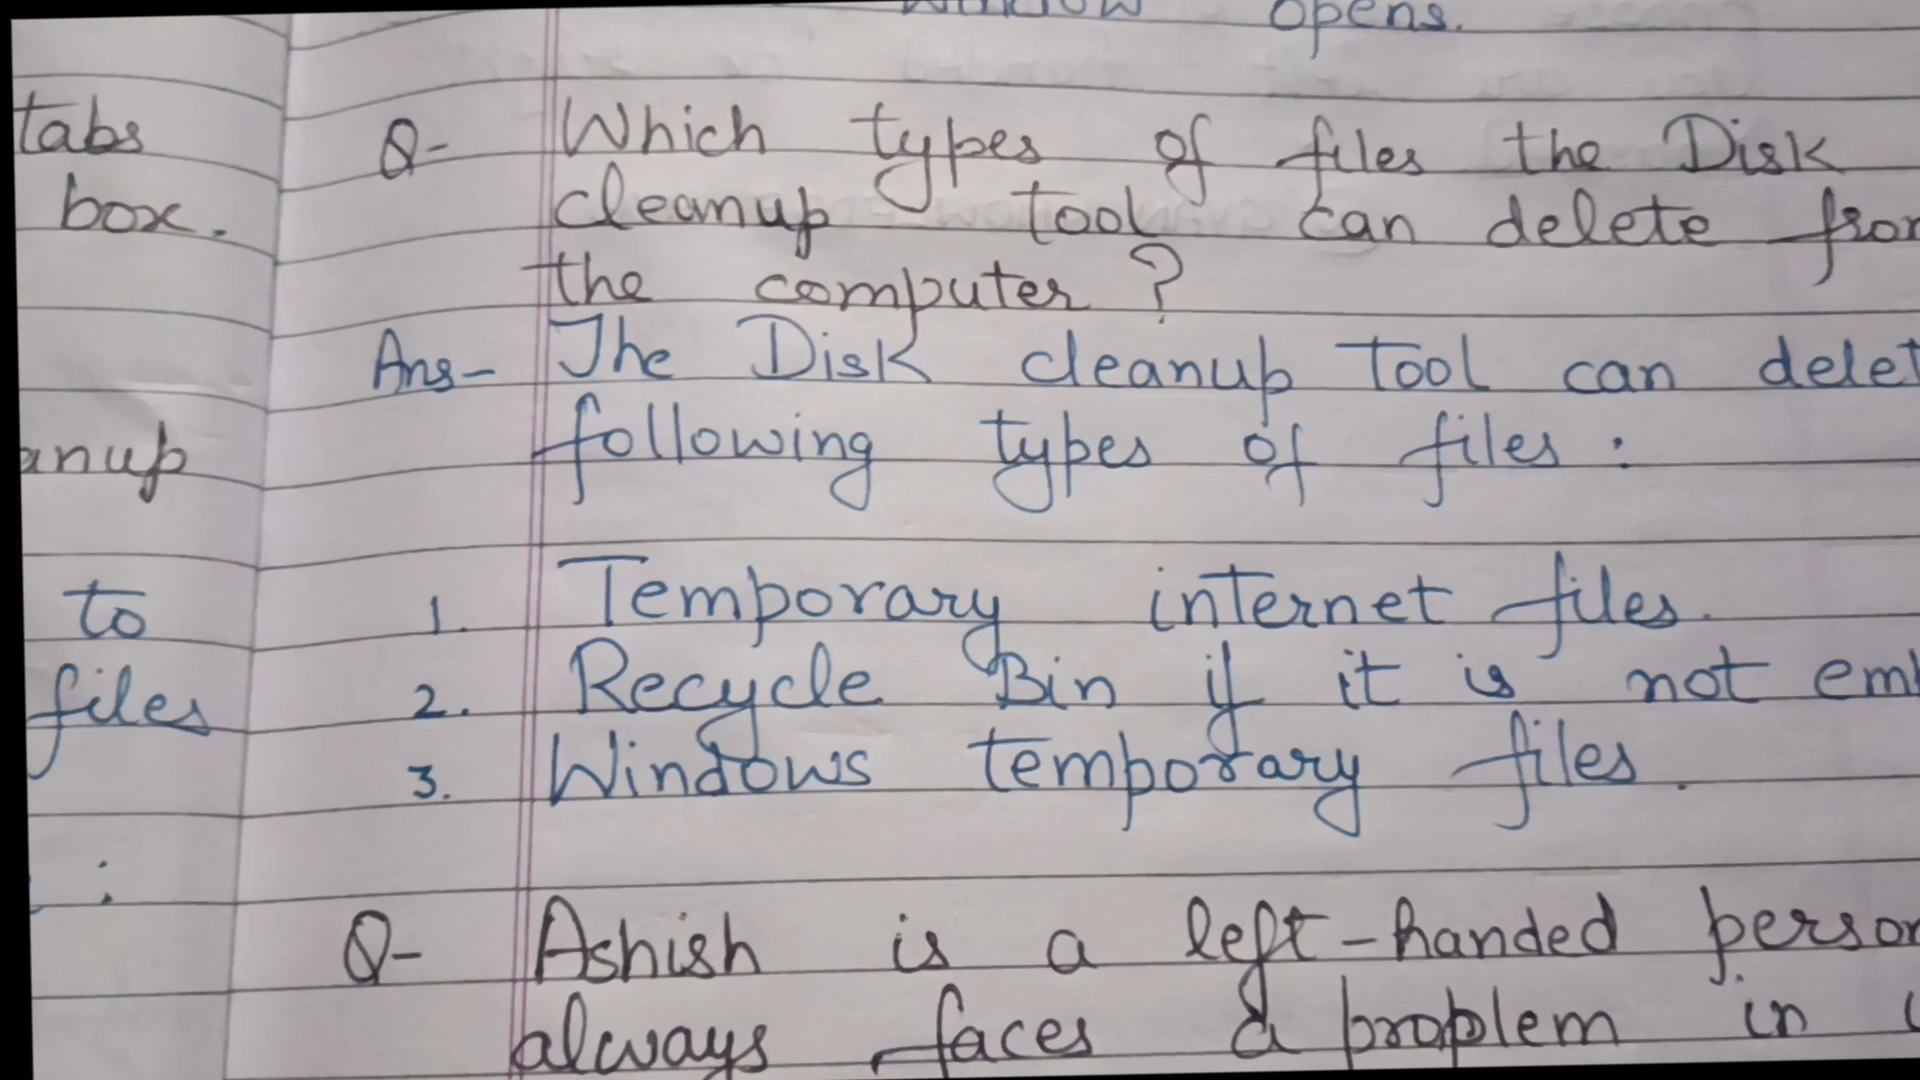 tabs
box.
anup
to
files
:
window opens.
Q- Which types of files the Disk
cleanup tool can delete from
the computer ?
Ans- The Disk cleanup Tool can delet
following types of files :
1. Temporary internet files.
2. Recycle Bin if it is not emp
3. Windows temporary files.
Q- Ashish is a left-handed person
always faces a problem in